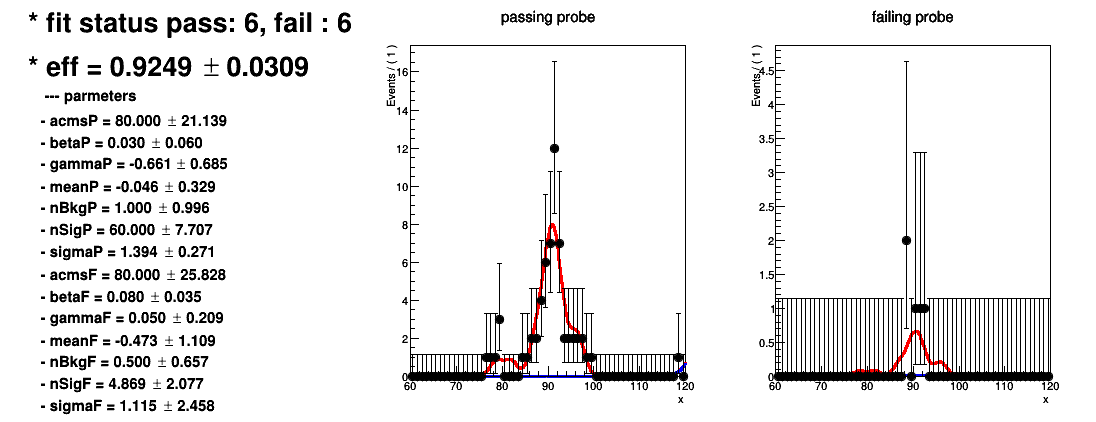 * fit status pass: 6, fail : 6
* eff = 0.9249 ± 0.0309
--- parmeters
- acmsP = 80.000 ± 21.139
- betaP = 0.030 ± 0.060
- gammaP = -0.661 ± 0.685
- meanP = -0.046 ± 0.329
- nBkgP = 1.000 ± 0.996
- nSigP = 60.000 ± 7.707
- sigmaP = 1.394 ± 0.271
- acmsF = 80.000 ± 25.828
- betaF = 0.080 ± 0.035
- gammaF = 0.050 ± 0.209
- meanF = -0.473 ± 1.109
- nBkgF = 0.500 ± 0.657
- nSigF = 4.869 ± 2.077
- sigmaF = 1.115 ± 2.458
passing probe
Events / ( 1 )
16
14
12
10
8
6
4
2
0
60 70 80 90 100 110 120
x
failing probe
Events / ( 1 )
4.5
4
3.5
3
2.5
2
1.5
1
0.5
0
60 70 80 90 100 110 120
x